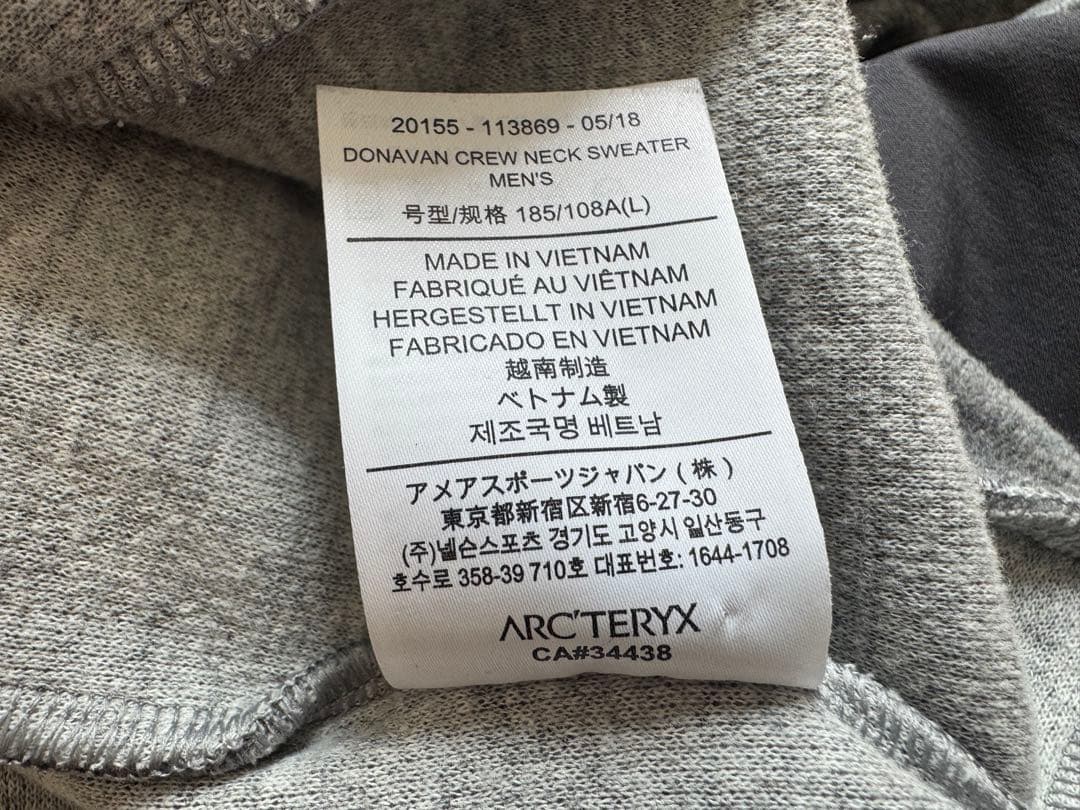 20155 - 113869 - 05/18
DONAVAN CREW NECK SWEATER
MEN'S
号型/规格 185/108A(L)
MADE IN VIETNAM
FABRIQUÉ AU VIÊTNAM
HERGESTELLT IN VIETNAM
FABRICADO EN VIETNAM
越南制造
ベトナム製
제조국명 베트남
アメアスポーツジャパン ( 株 )
東京都新宿区新宿6-27-30
(주)넬슨스포츠 경기도 고양시 일산동구
호수로 358-39 710호 대표번호: 1644-1708
ARC'TERYX
CA#34438